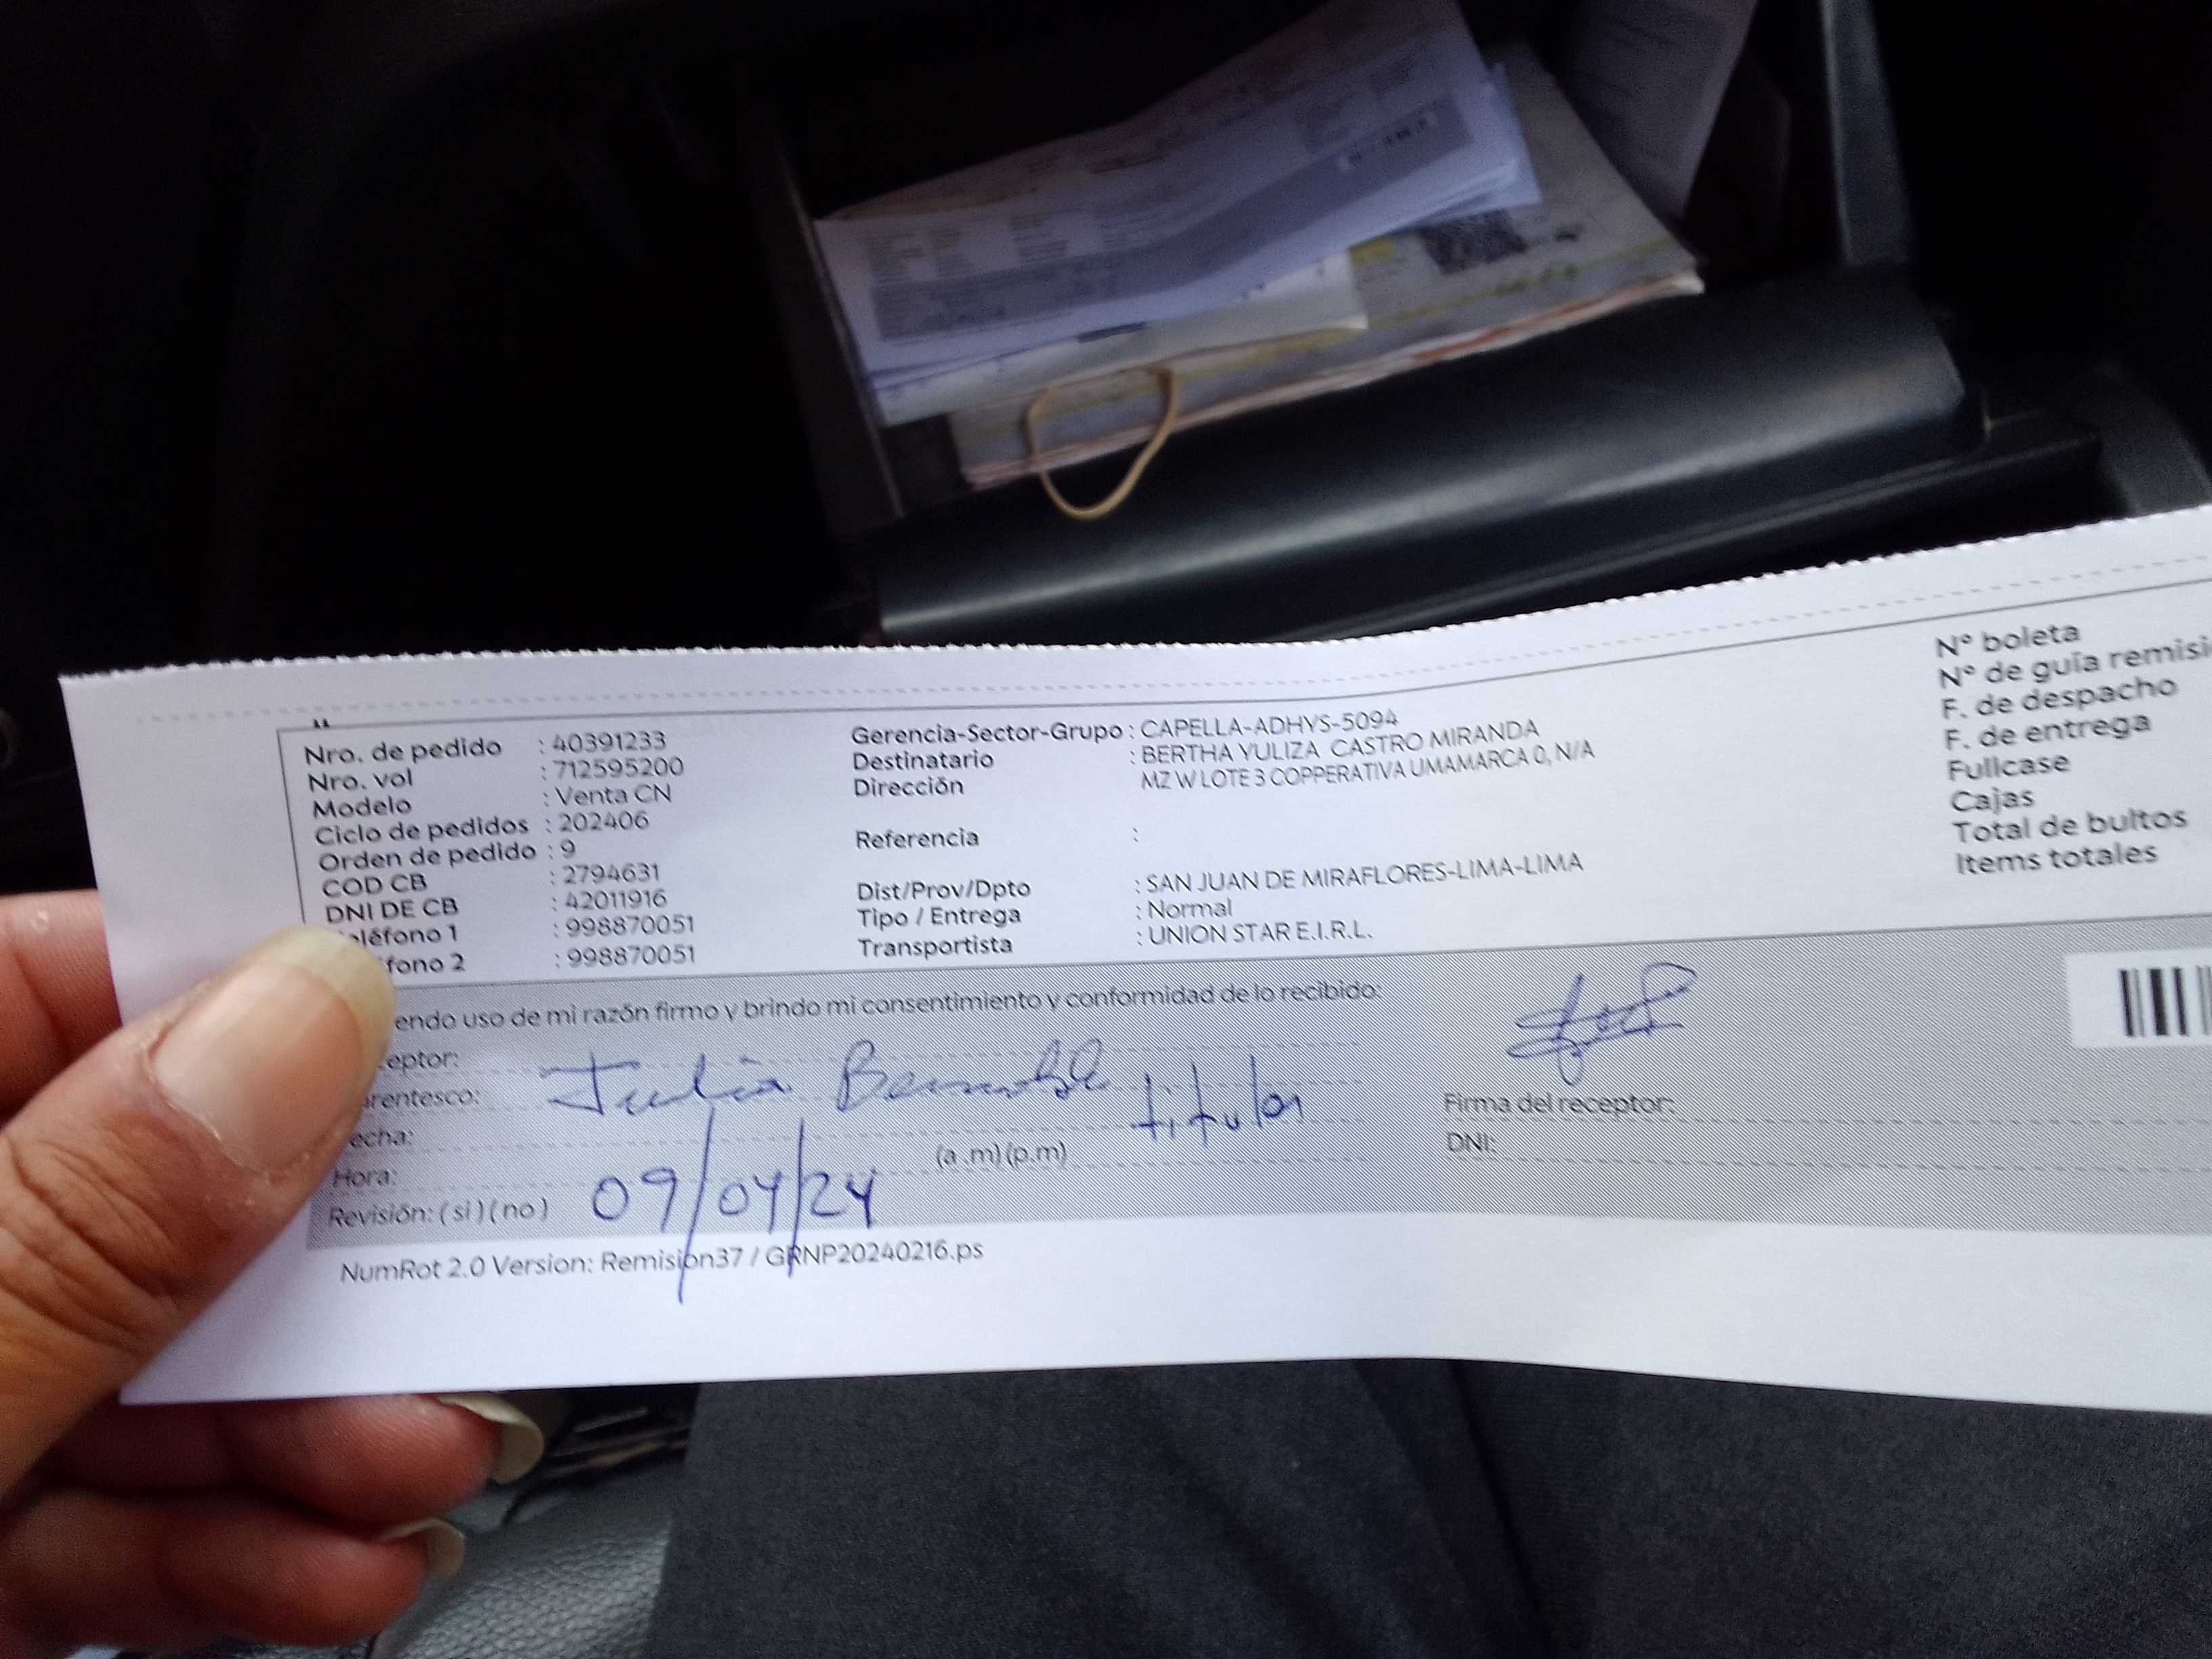 Nro. de pedido : 40391233
Nro. vol : 712595200
Modelo : Venta CN
Ciclo de pedidos : 202406
Orden de pedido : 9
COD CB : 2794631
DNI DE CB : 42011916
eléfono 1 : 998870051
fono 2 : 998870051
Gerencia-Sector-Grupo : CAPELLA-ADHYS-5094
Destinatario : BERTHA YULIZA CASTRO MIRANDA
Dirección MZ W LOTE 3 COPPERATIVA UMAMARCA 0, N/A
Referencia :
Dist/Prov/Dpto : SAN JUAN DE MIRAFLORES-LIMA-LIMA
Tipo / Entrega : Normal
Transportista : UNION STAR E.I.R.L.
N° boleta
N° de guía remisi
F. de despacho
F. de entrega
Fullcase
Cajas
Total de bultos
Items totales
endo uso de mi razón firmo y brindo mi consentimiento y conformidad de lo recibido:
eptor:
rentesco: Julia titular
echa:
Hora: (a .m) (p.m)
Revisión: ( si ) ( no ) 09/04/24
Firma del receptor:
DNI:
NumRot 2.0 Version: Remision37 / GRNP20240216.ps